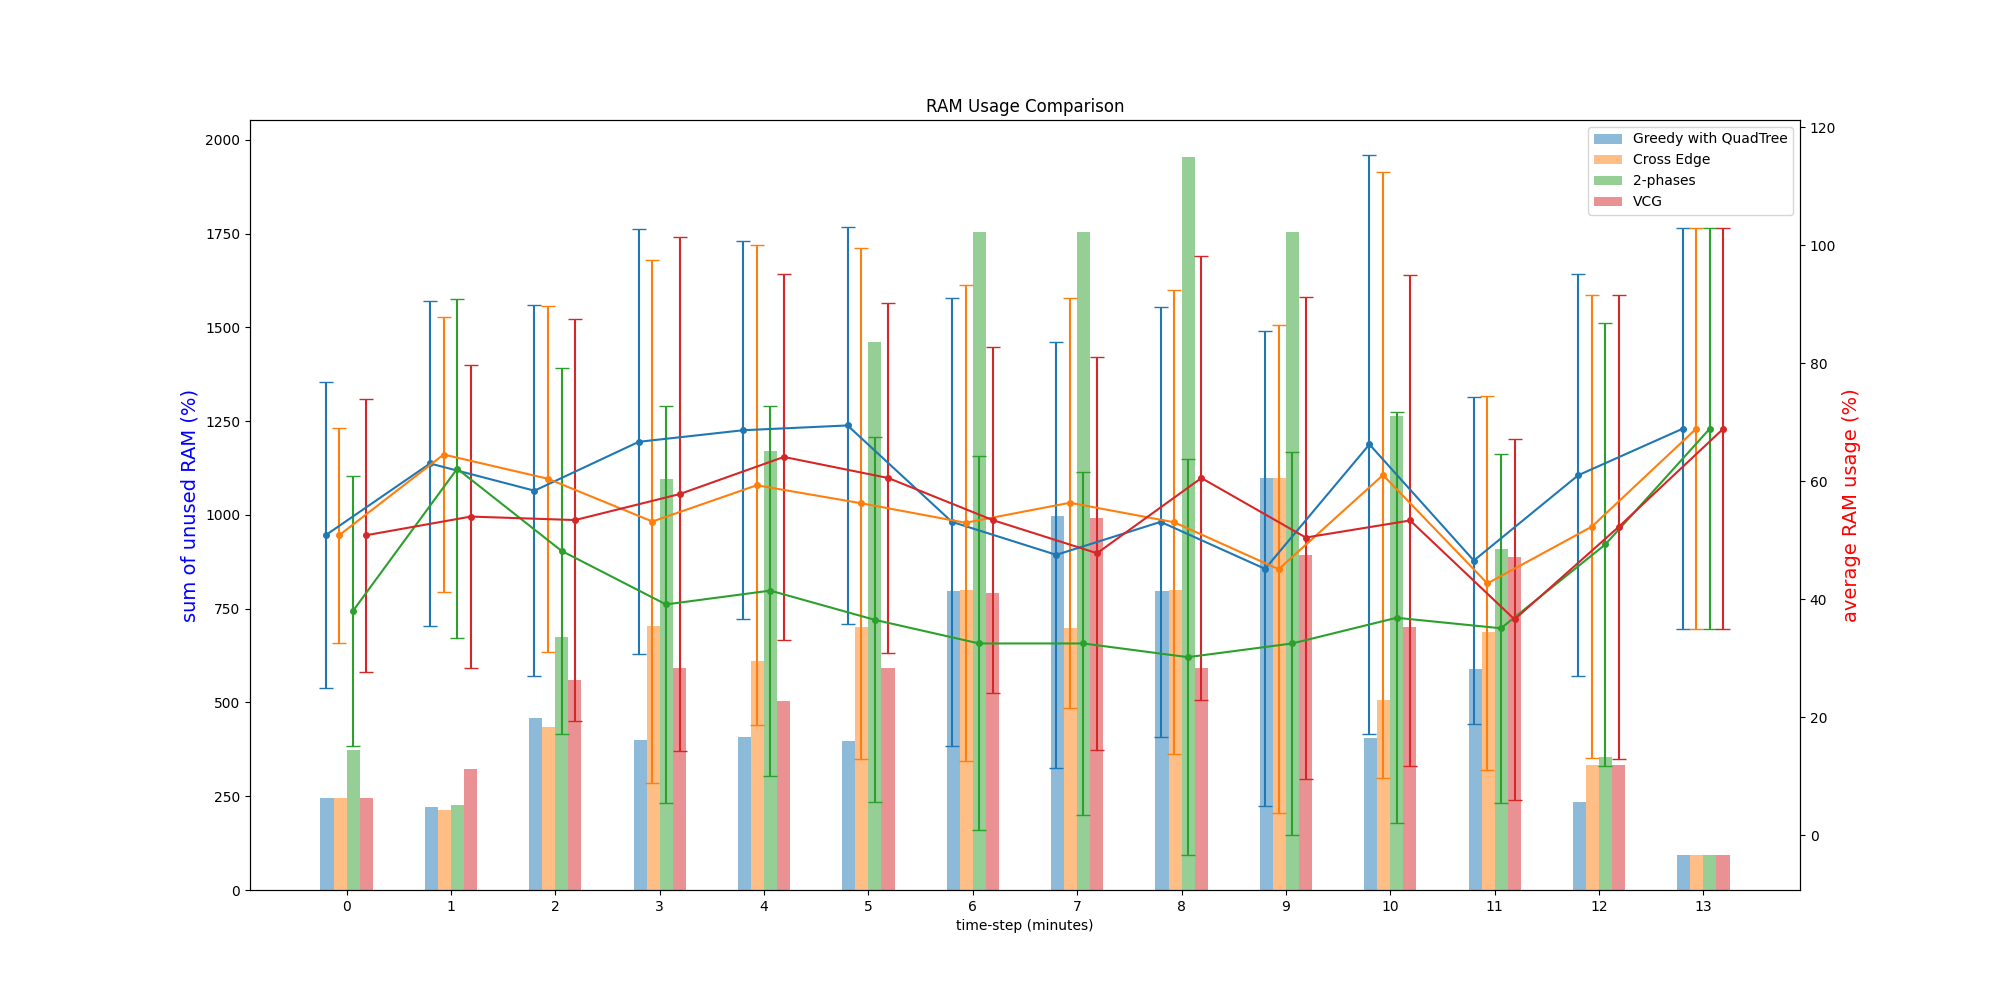 RAM Usage Comparison
Greedy with QuadTree
Cross Edge
2-phases
VCG
sum of unused RAM (%)
2000
1750
1500
1250
1000
750
500
250
0
average RAM usage (%)
120
100
80
60
40
20
0
0 1 2 3 4 5 6 7 8 9 10 11 12 13
time-step (minutes)